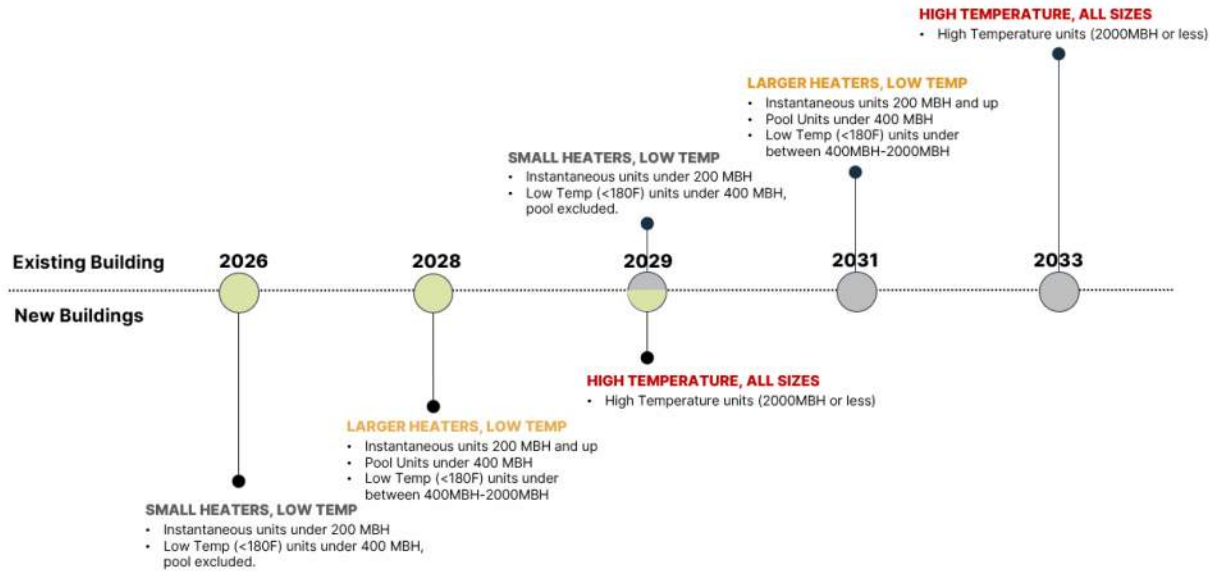 HIGH TEMPERATURE, ALL SIZES
• High Temperature units (2000MBH or less)
LARGER HEATERS, LOW TEMP
• Instantaneous units 200 MBH and up
• Pool Units under 400 MBH
• Low Temp (<180F) units under
between 400MBH-2000MBH
SMALL HEATERS, LOW TEMP
• Instantaneous units under 200 MBH
• Low Temp (<180F) units under 400 MBH,
pool excluded.
Existing Building
2026
2028
2029
2031
2033
New Buildings
HIGH TEMPERATURE, ALL SIZES
• High Temperature units (2000MBH or less)
LARGER HEATERS, LOW TEMP
• Instantaneous units 200 MBH and up
• Pool Units under 400 MBH
• Low Temp (<180F) units under
between 400MBH-2000MBH
SMALL HEATERS, LOW TEMP
• Instantaneous units under 200 MBH
• Low Temp (<180F) units under 400 MBH,
pool excluded.